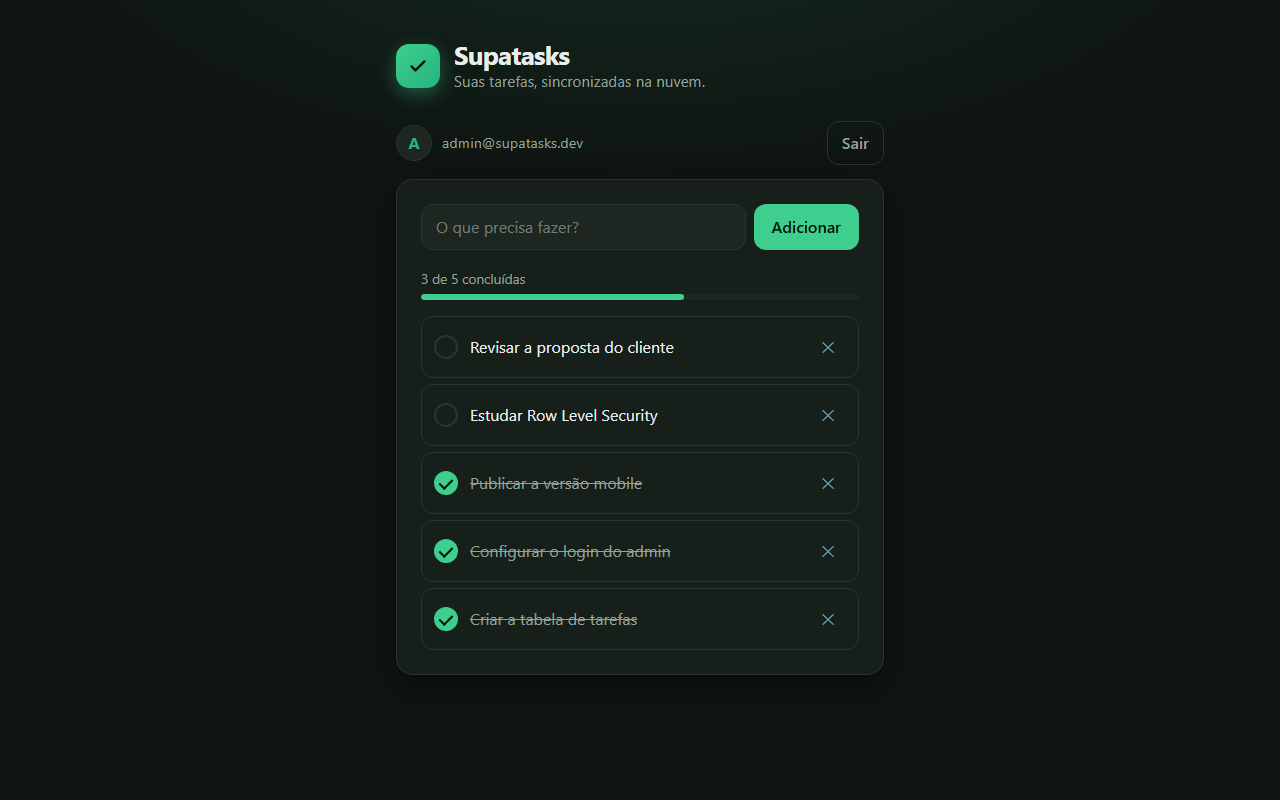 Supatasks
Suas tarefas, sincronizadas na nuvem.
A admin@supatasks.dev Sair
O que precisa fazer? Adicionar
3 de 5 concluídas
Revisar a proposta do cliente
Estudar Row Level Security
Publicar a versão mobile
Configurar o login do admin
Criar a tabela de tarefas